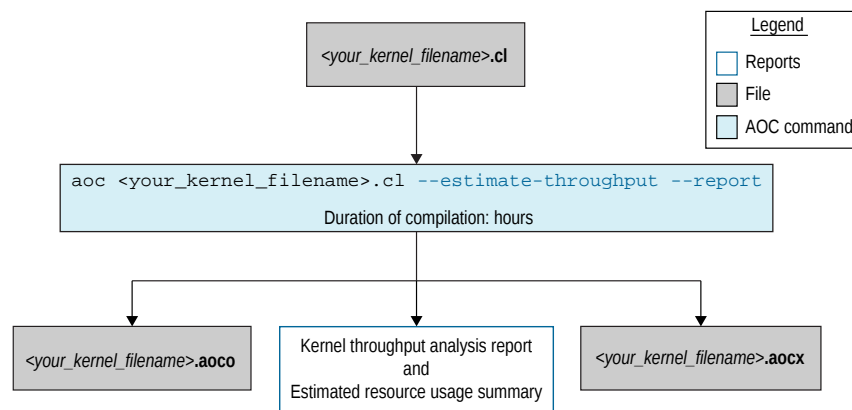 Legend
Reports
File
AOC command
<your_kernel_filename>.cl
aoc <your_kernel_filename>.cl --estimate-throughput --report
Duration of compilation: hours
<your_kernel_filename>.aoco
Kernel throughput analysis report
and
Estimated resource usage summary
<your_kernel_filename>.aocx